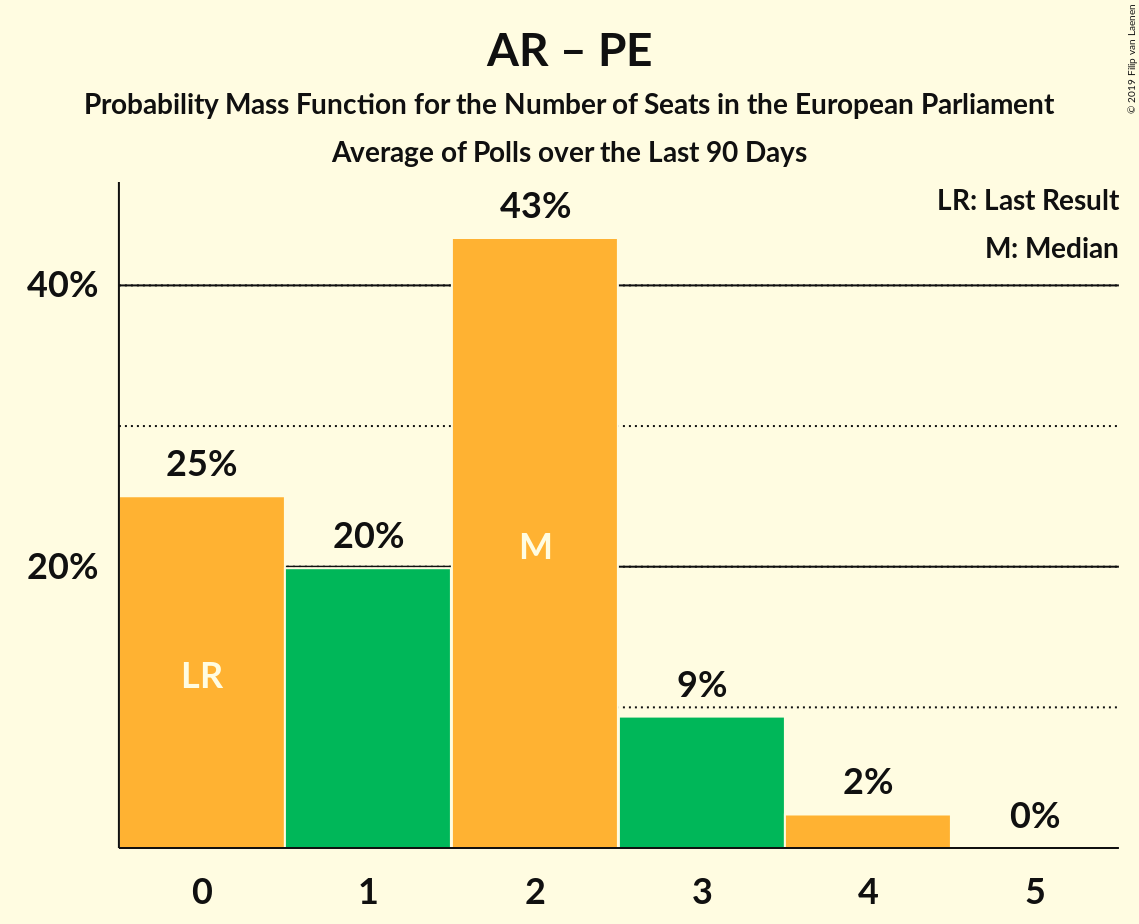 AR – PE
Probability Mass Function for the Number of Seats in the European Parliament
Average of Polls over the Last 90 Days
© 2019 Filip van Laenen
LR: Last Result
M: Median
40%
20%
25%
20%
43%
9%
2%
0%
LR
M
0 1 2 3 4 5